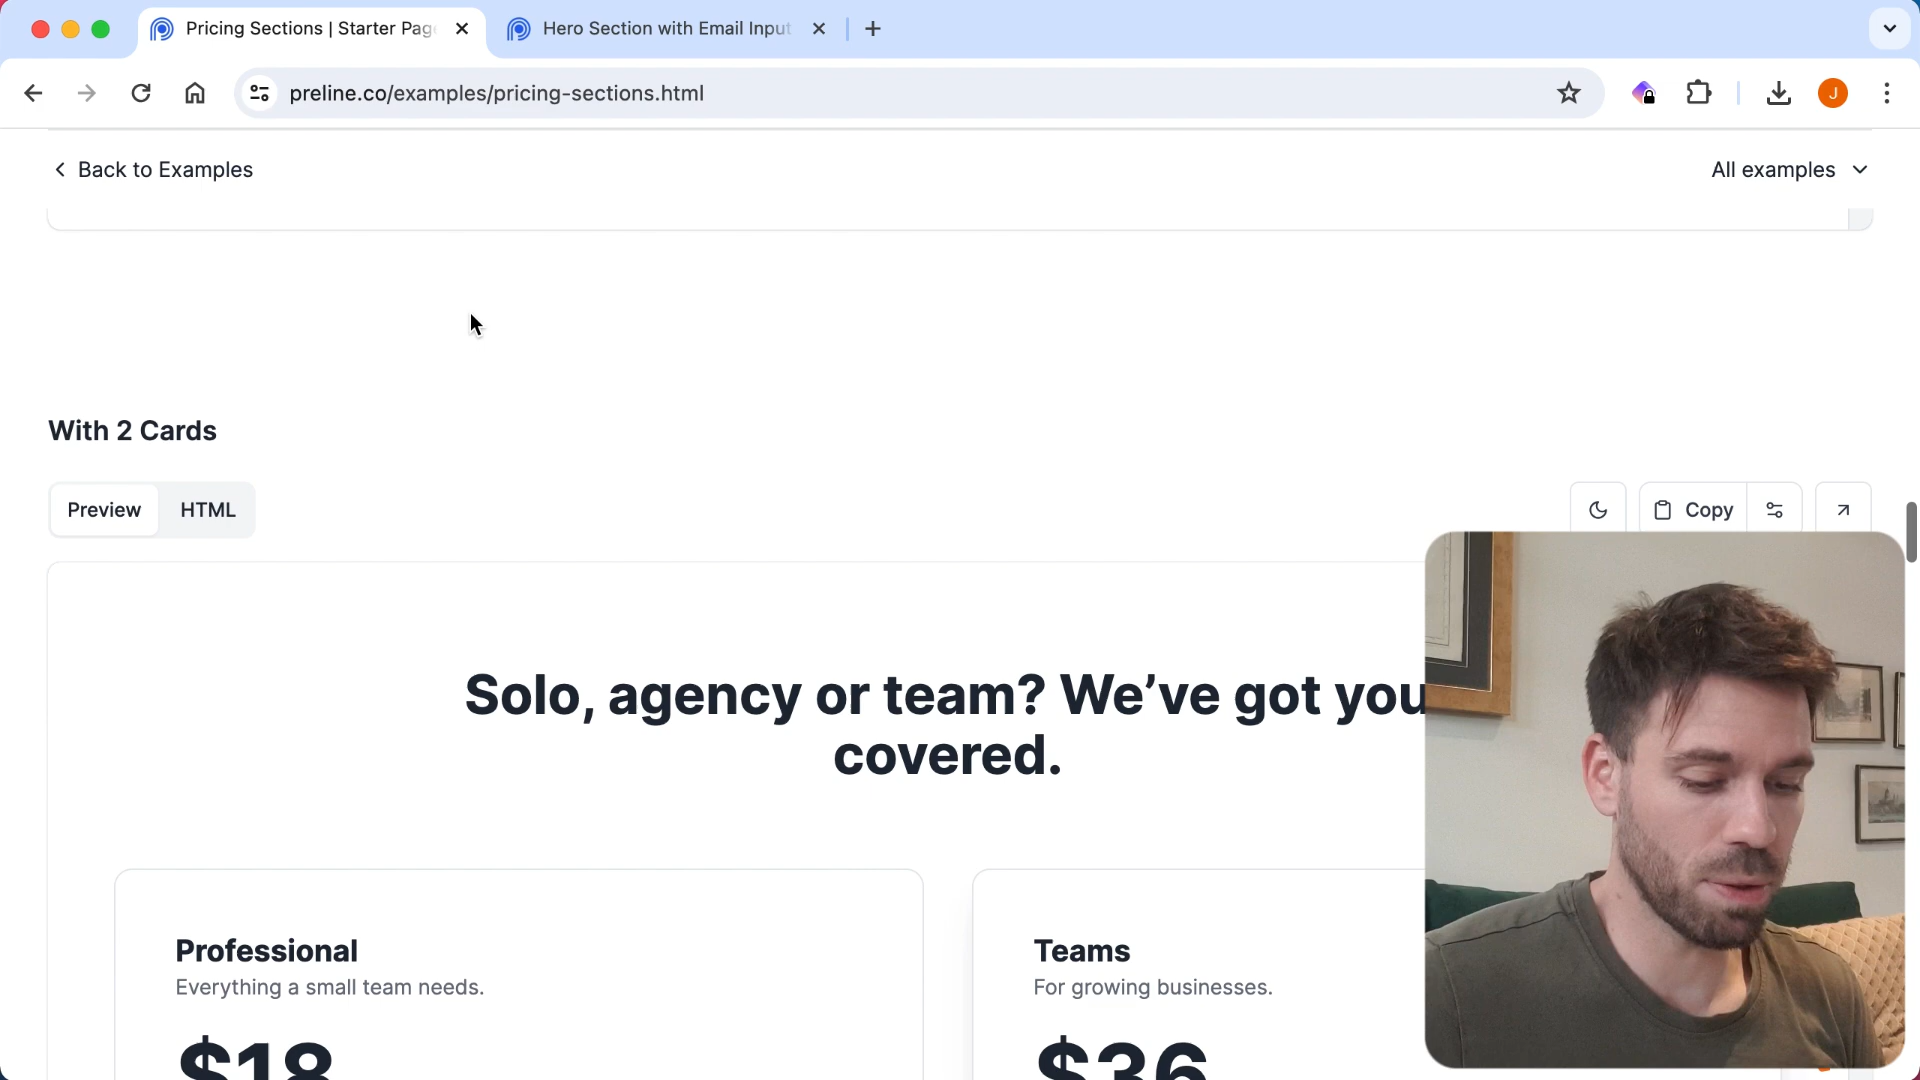 Pricing Sections | Starter Pag
Hero Section with Email Input
preline.co/examples/pricing-sections.html
J
Back to Examples
All examples
With 2 Cards
Preview
HTML
Copy
Solo, agency or team? We’ve got you
covered.
Professional
Everything a small team needs.
$18
Teams
For growing businesses.
$36